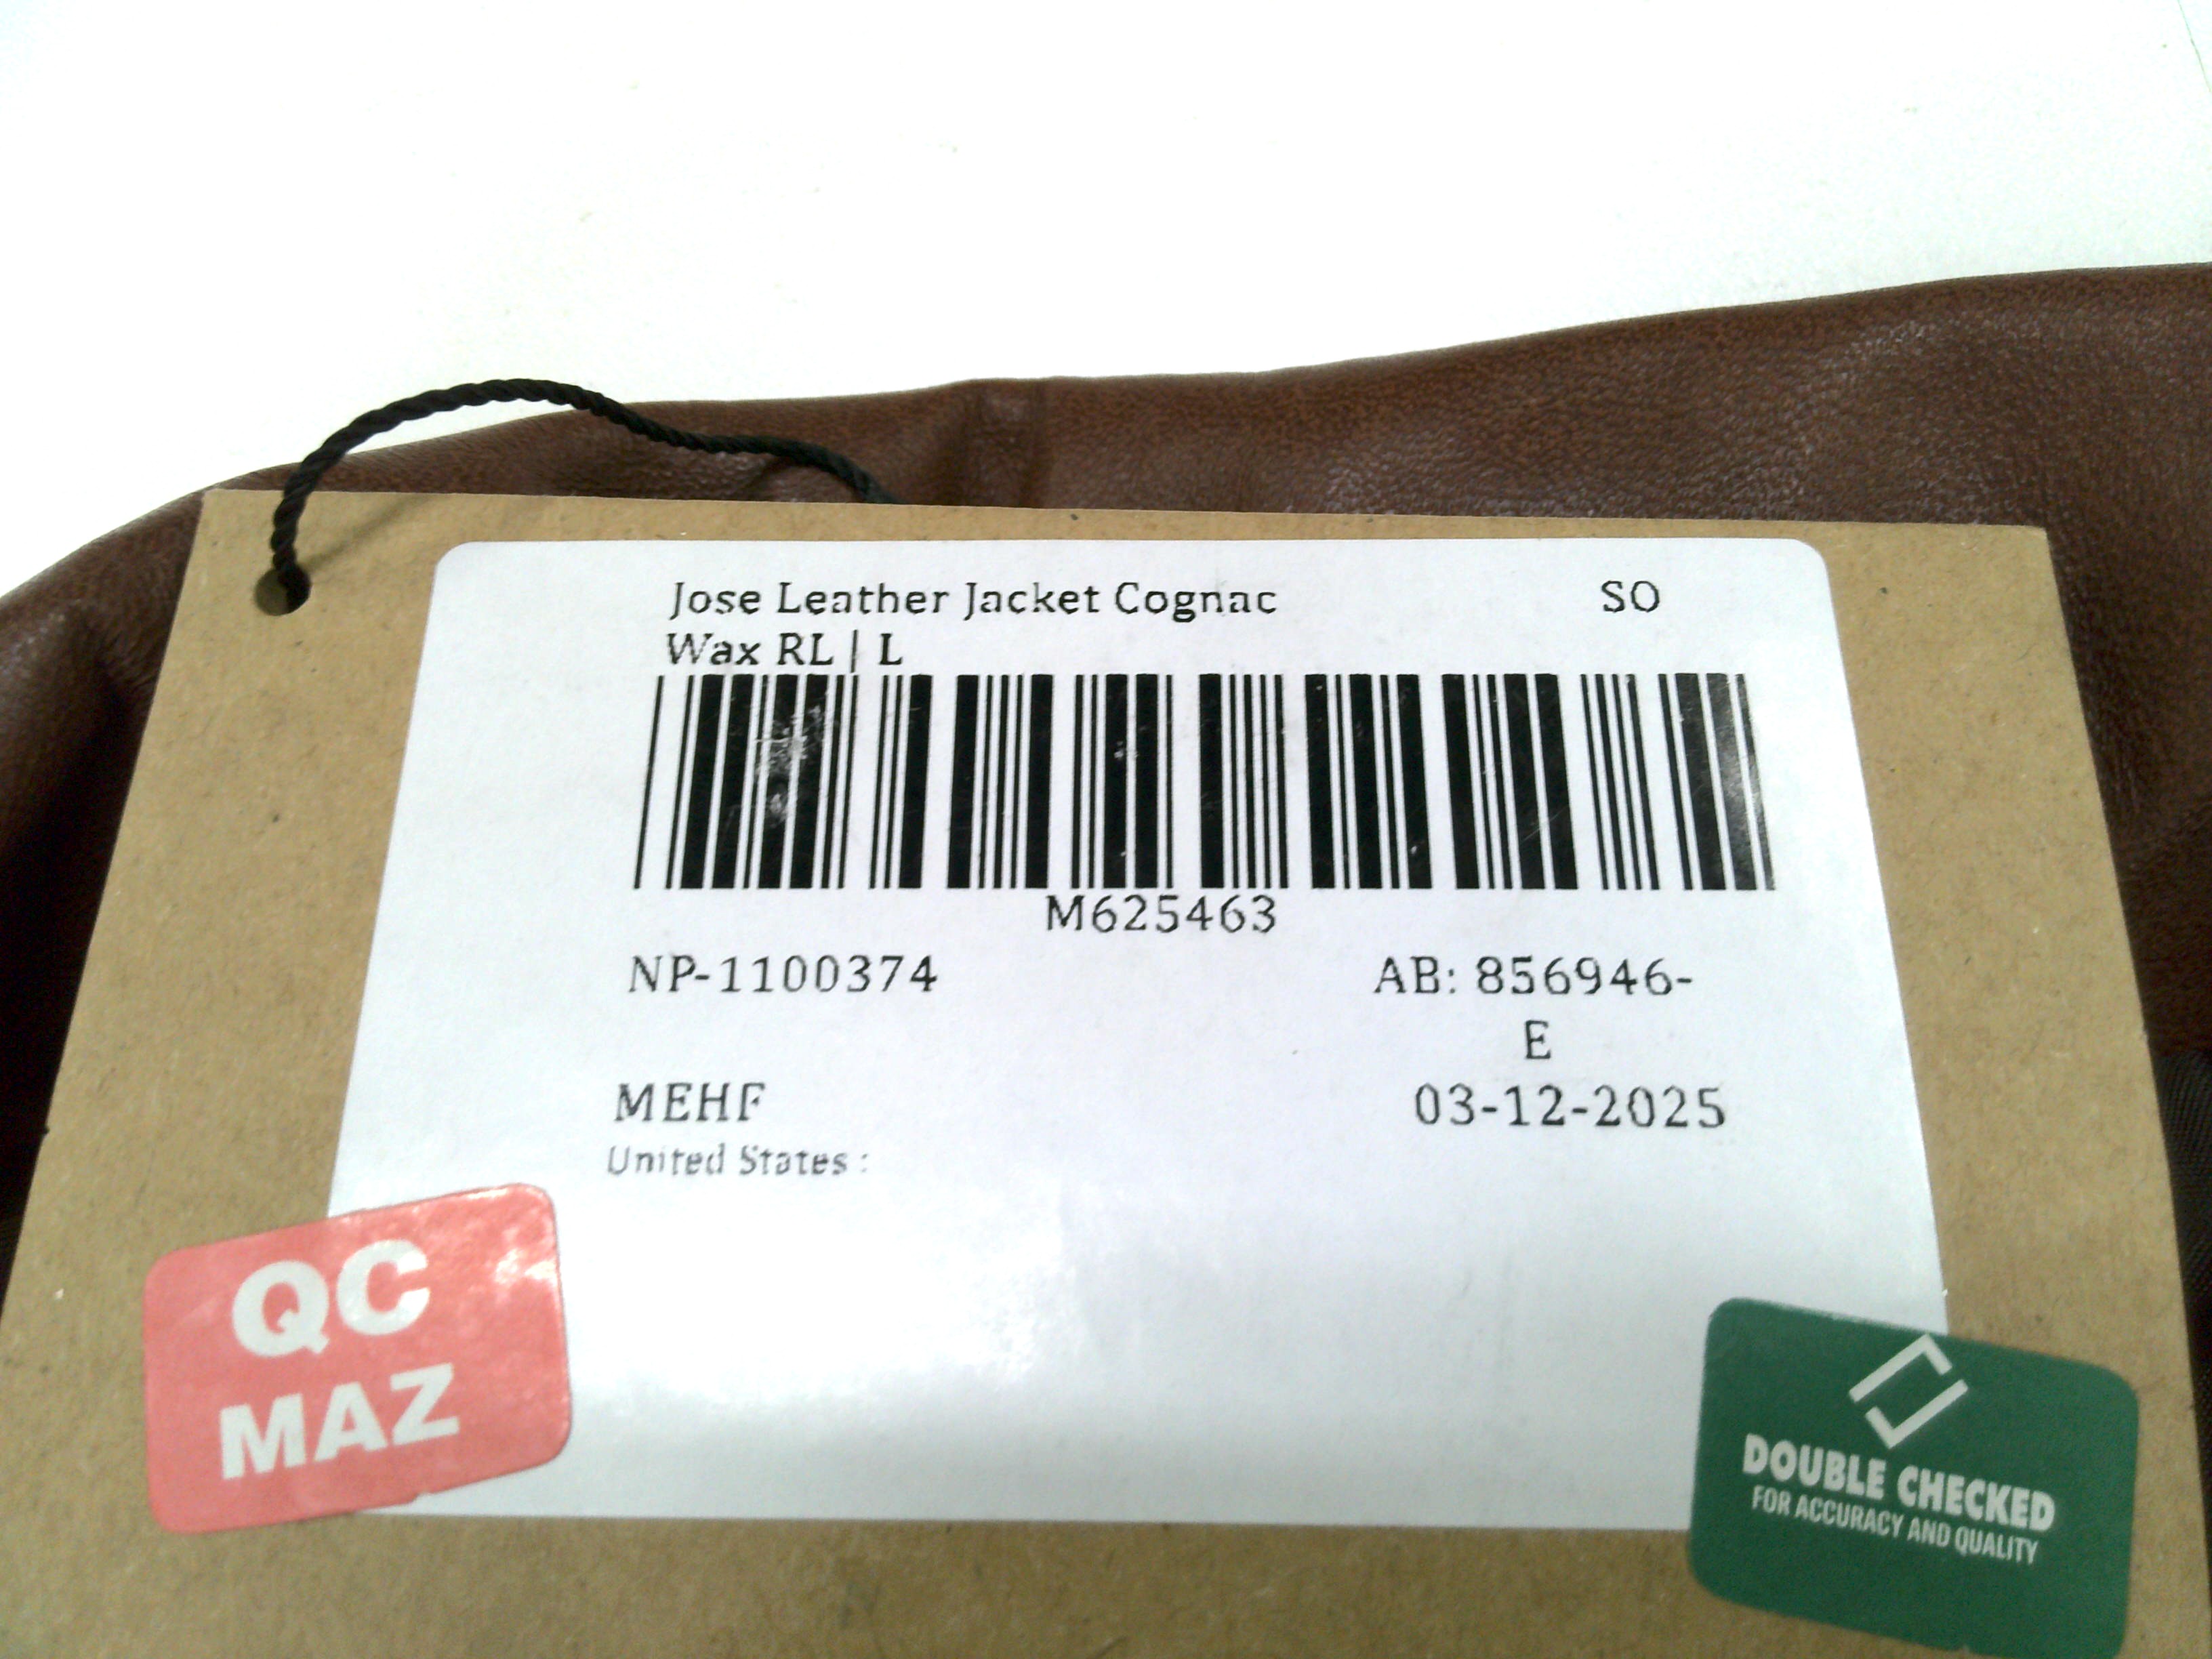 Jose Leather Jacket Cognac SO
Wax RL | L
M625463
NP-1100374 AB: 856946-
E
MEHF 03-12-2025
United States :
QC
MAZ
DOUBLE CHECKED
FOR ACCURACY AND QUALITY